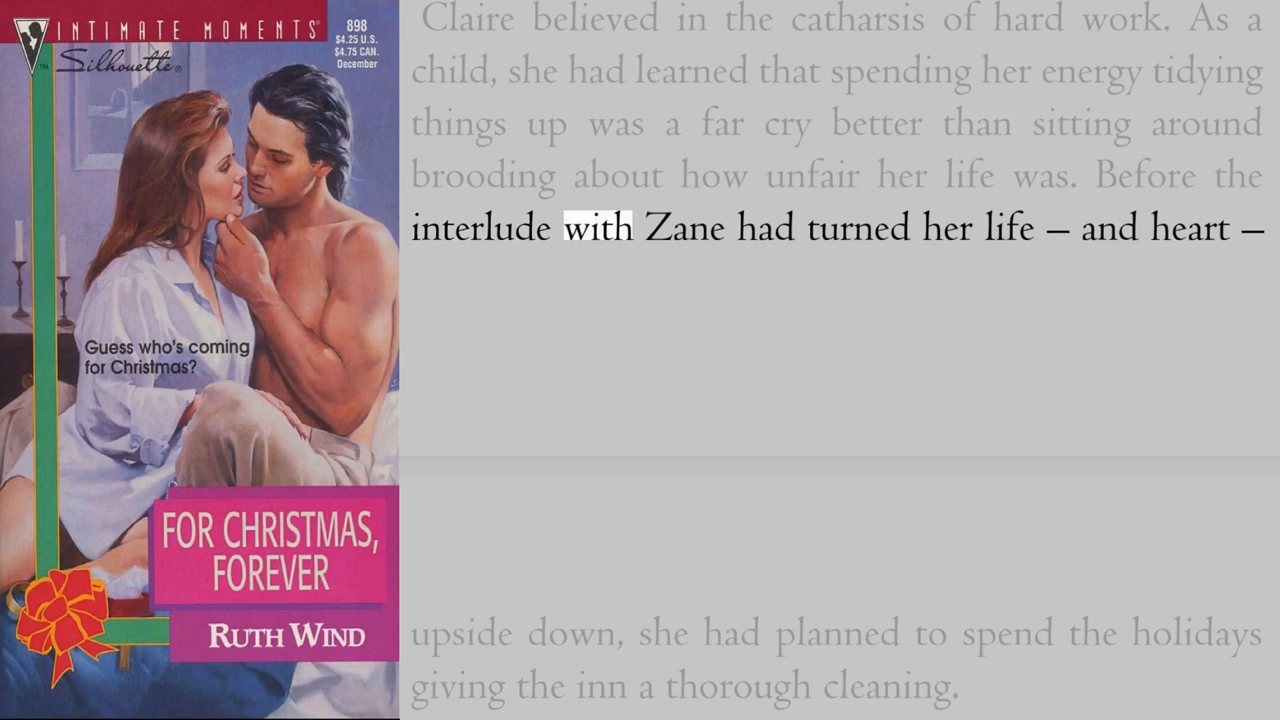 INTIMATE MOMENTS®
Silhouette®
TM
898
$4.25 U.S.
$4.75 CAN.
December
Guess who's coming
for Christmas?
FOR CHRISTMAS,
FOREVER
RUTH WIND
Claire believed in the catharsis of hard work. As a
child, she had learned that spending her energy tidying
things up was a far cry better than sitting around
brooding about how unfair her life was. Before the
interlude with Zane had turned her life – and heart –
upside down, she had planned to spend the holidays
giving the inn a thorough cleaning.